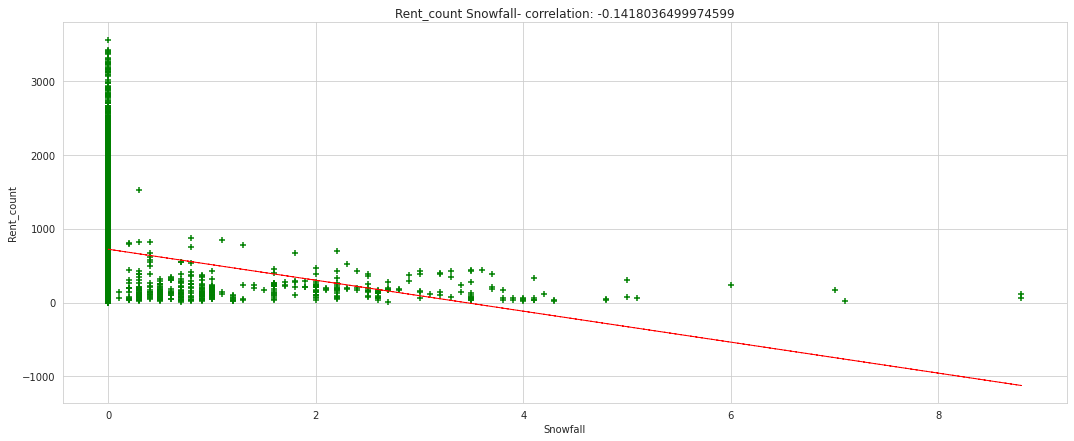 Rent_count Snowfall- correlation: -0.1418036499974599
3000
2000
1000
0
−1000
Rent_count
0 2 4 6 8
Snowfall